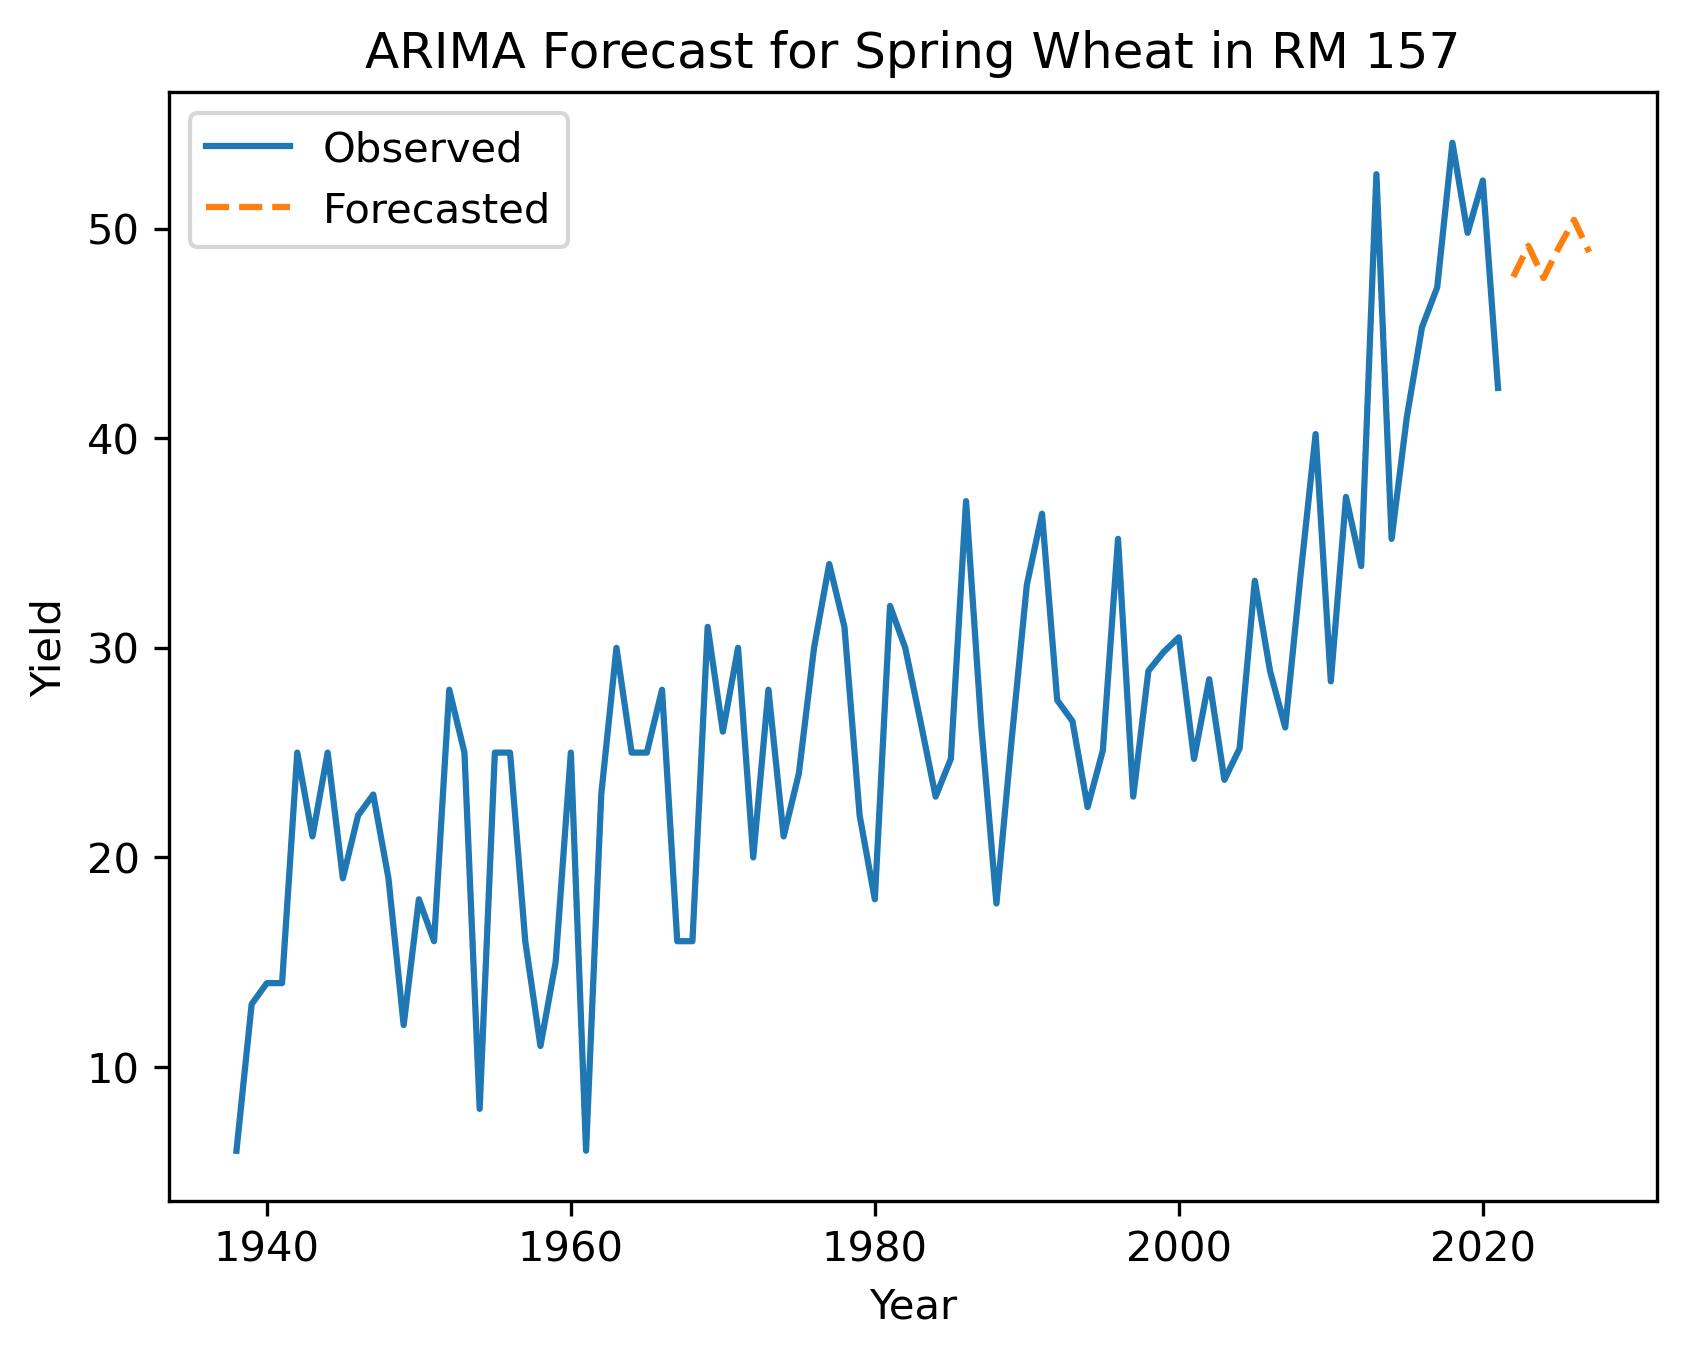 ARIMA Forecast for Spring Wheat in RM 157
Observed
Forecasted
50
40
30
20
10
Yield
1940 1960 1980 2000 2020
Year